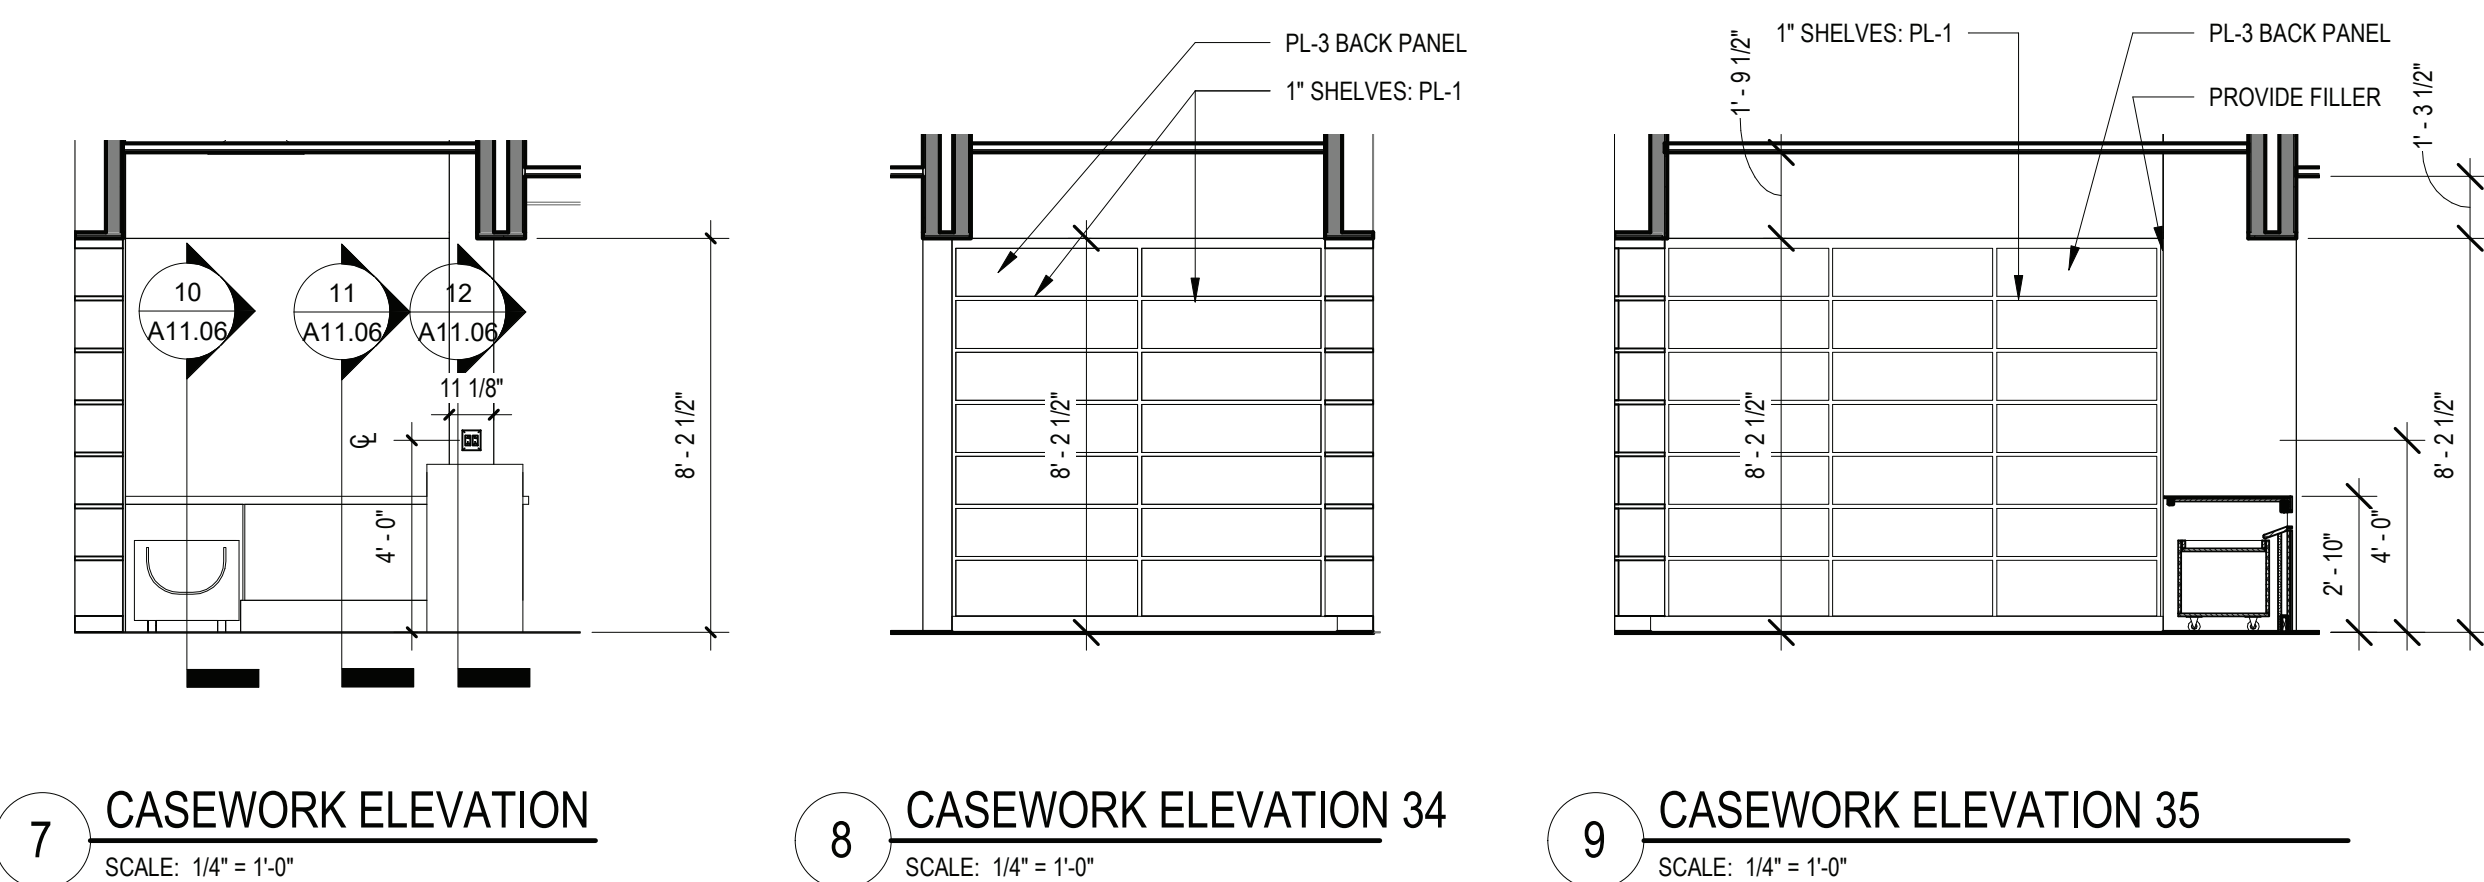 PL-3 BACK PANEL
1" SHELVES: PL-1
1" SHELVES: PL-1
PL-3 BACK PANEL
PROVIDE FILLER
1' - 9 1/2"
1' - 3 1/2"
10
A11.06
11
A11.06
12
A11.06
11 1/8"
CL
4' - 0"
8' - 2 1/2"
8' - 2 1/2"
8' - 2 1/2"
2' - 10"
4' - 0"
8' - 2 1/2"
7
CASEWORK ELEVATION
SCALE: 1/4" = 1'-0"
8
CASEWORK ELEVATION 34
SCALE: 1/4" = 1'-0"
9
CASEWORK ELEVATION 35
SCALE: 1/4" = 1'-0"